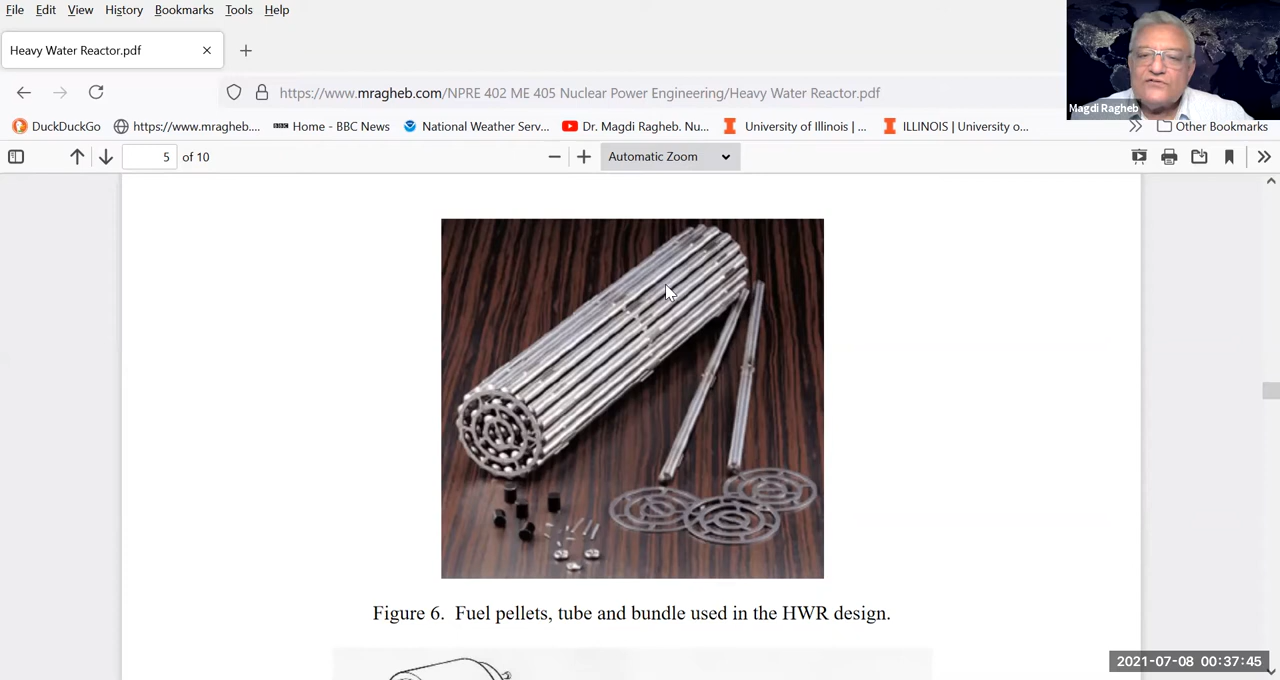 File Edit View History Bookmarks Tools Help
Heavy Water Reactor.pdf
https://www.mragheb.com/NPRE 402 ME 405 Nuclear Power Engineering/Heavy Water Reactor.pdf
Magdi Ragheb
DuckDuckGo https://www.mragheb.... BBC Home - BBC News National Weather Serv... Dr. Magdi Ragheb. Nu... University of Illinois |... ILLINOIS | University o... Other Bookmarks
5 of 10 Automatic Zoom
Figure 6. Fuel pellets, tube and bundle used in the HWR design.
2021-07-08 00:37:45